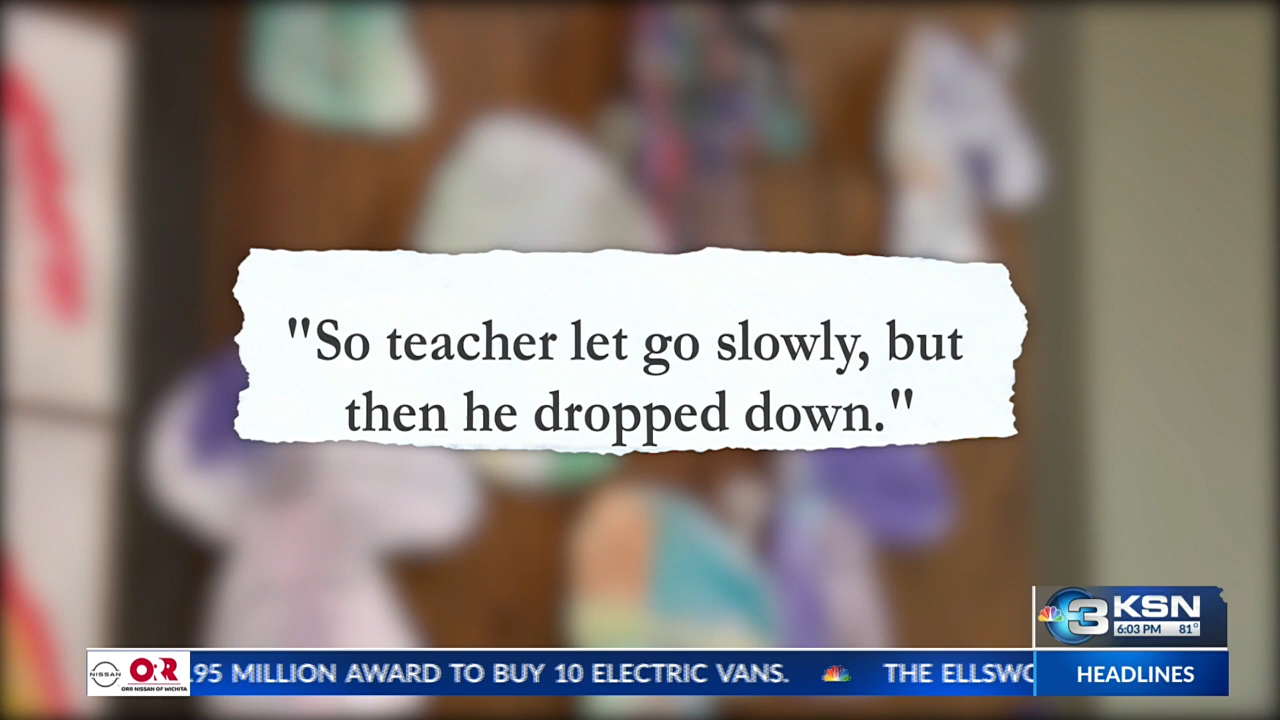 "So teacher let go slowly, but
then he dropped down."
3 KSN
6:03 PM 81°
NISSAN ORR
ORR NISSAN OF WICHITA
.95 MILLION AWARD TO BUY 10 ELECTRIC VANS. THE ELLSWO
HEADLINES